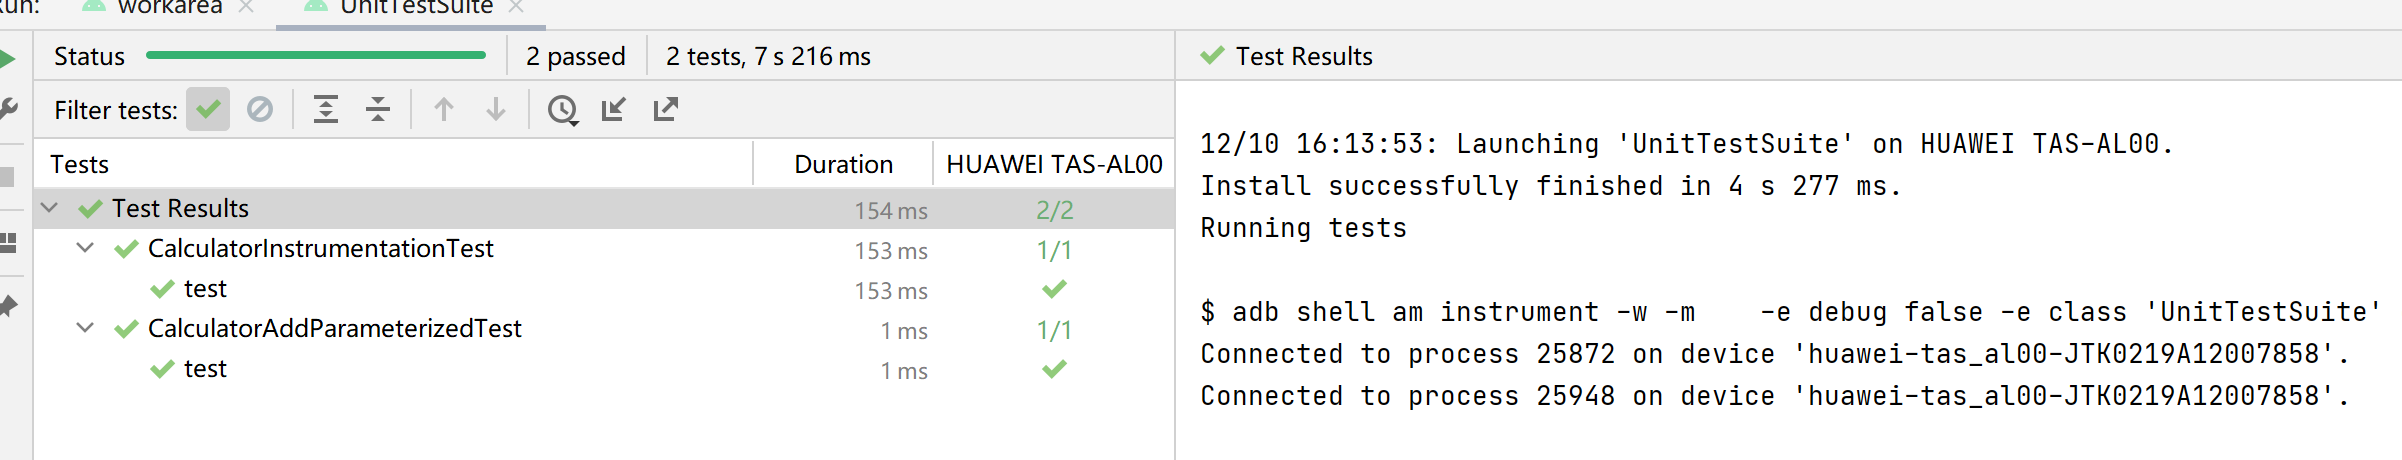 Run: workarea UnitTestSuite
Status 2 passed 2 tests, 7 s 216 ms
Filter tests:
Tests Duration HUAWEI TAS-AL00
Test Results 154 ms 2/2
CalculatorInstrumentationTest 153 ms 1/1
test 153 ms
CalculatorAddParameterizedTest 1 ms 1/1
test 1 ms
Test Results
12/10 16:13:53: Launching 'UnitTestSuite' on HUAWEI TAS-AL00.
Install successfully finished in 4 s 277 ms.
Running tests
$ adb shell am instrument -w -m    -e debug false -e class 'UnitTestSuite'
Connected to process 25872 on device 'huawei-tas_al00-JTK0219A12007858'.
Connected to process 25948 on device 'huawei-tas_al00-JTK0219A12007858'.